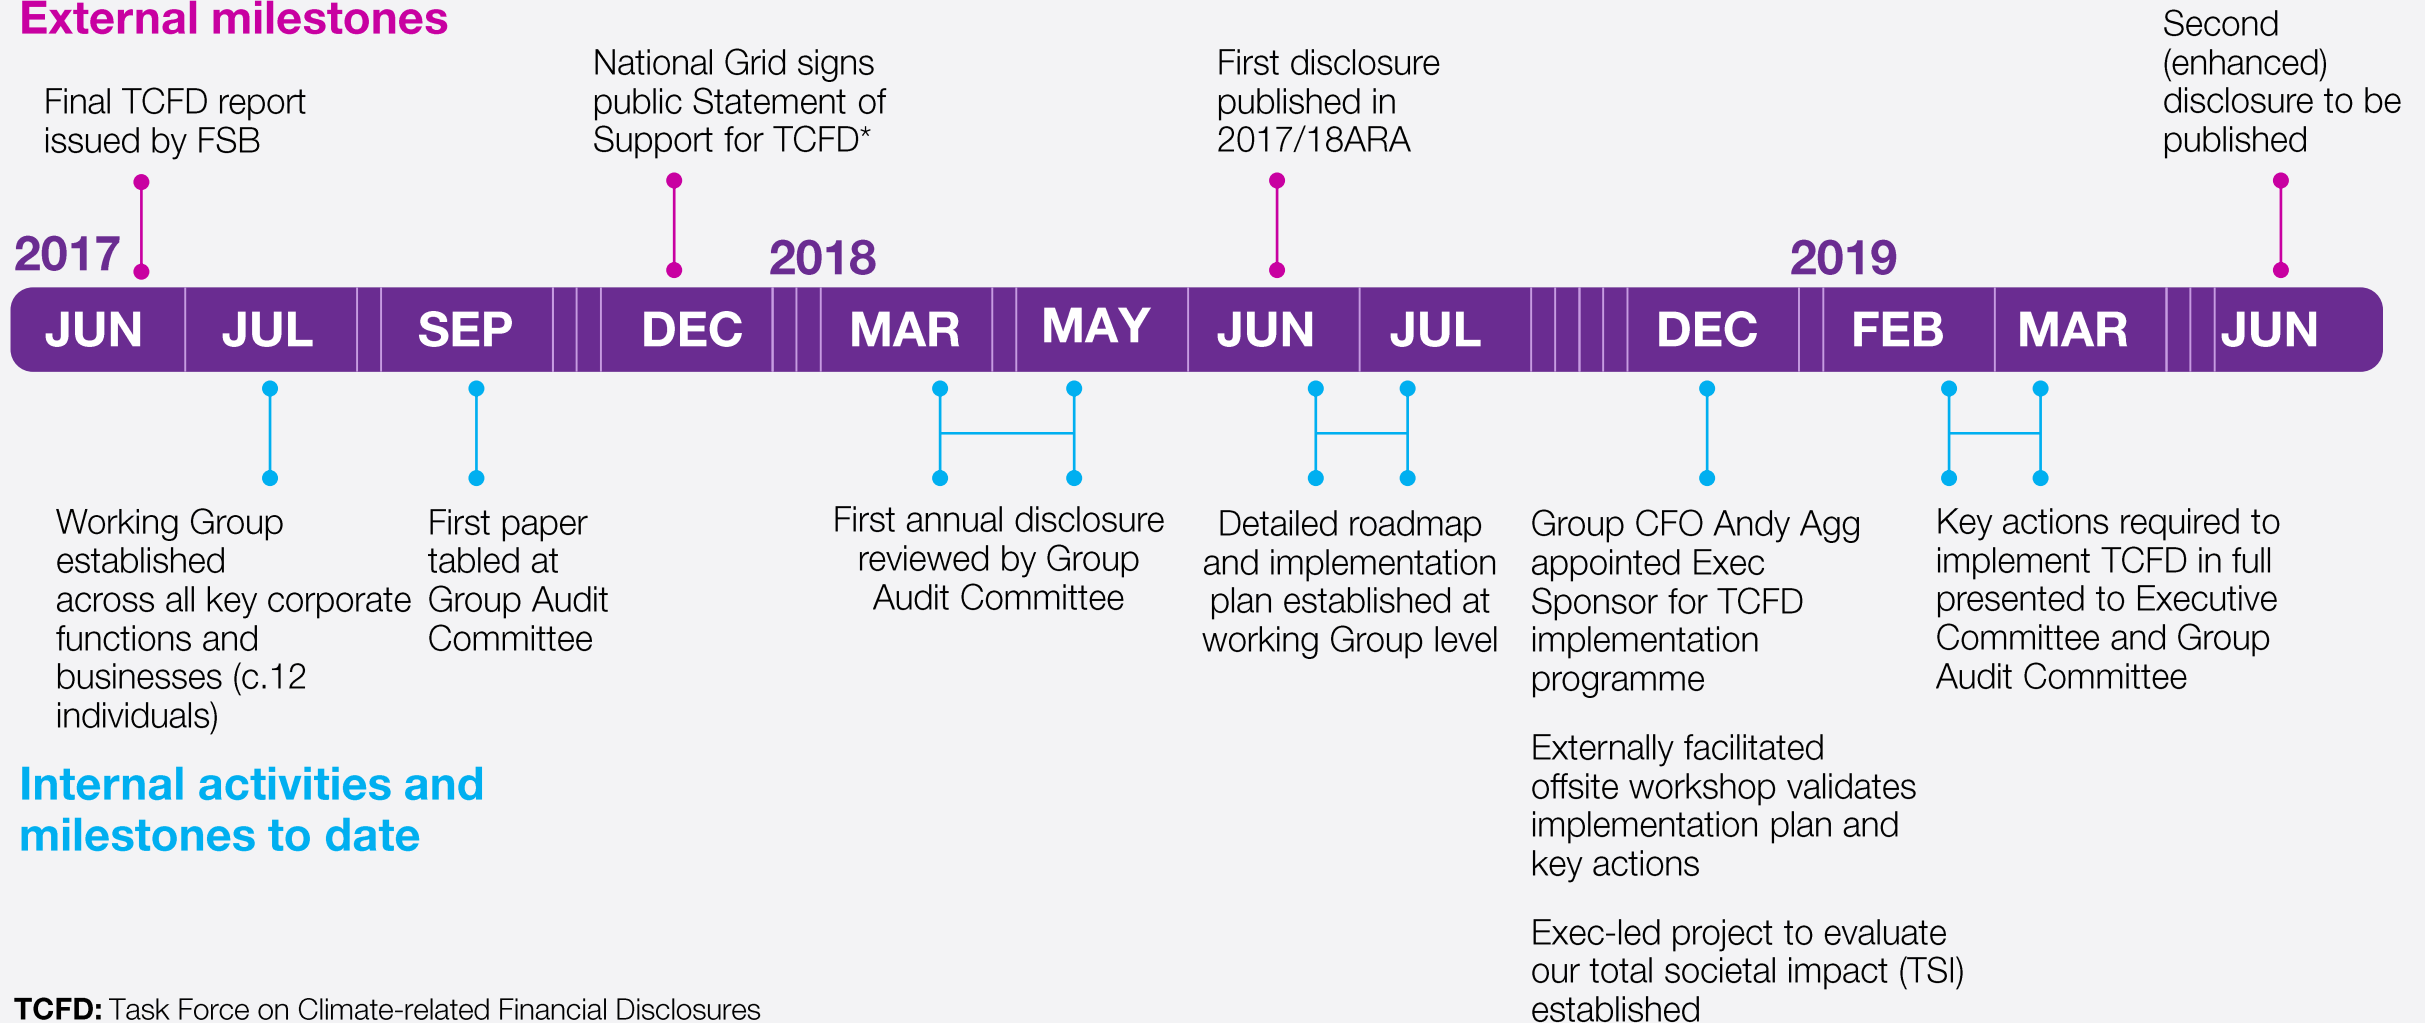 External milestones
Final TCFD report
issued by FSB
National Grid signs
public Statement of
Support for TCFD*
First disclosure
published in
2017/18ARA
Second
(enhanced)
disclosure to be
published
2017
2018
2019
JUN
JUL
SEP
DEC
MAR
MAY
JUN
JUL
DEC
FEB
MAR
JUN
Working Group
established
across all key corporate
functions and
businesses (c.12
individuals)
First paper
tabled at
Group Audit
Committee
First annual disclosure
reviewed by Group
Audit Committee
Detailed roadmap
and implementation
plan established at
working Group level
Group CFO Andy Agg
appointed Exec
Sponsor for TCFD
implementation
programme
Externally facilitated
offsite workshop validates
implementation plan and
key actions
Exec-led project to evaluate
our total societal impact (TSI)
established
Key actions required to
implement TCFD in full
presented to Executive
Committee and Group
Audit Committee
Internal activities and
milestones to date
TCFD: Task Force on Climate-related Financial Disclosures